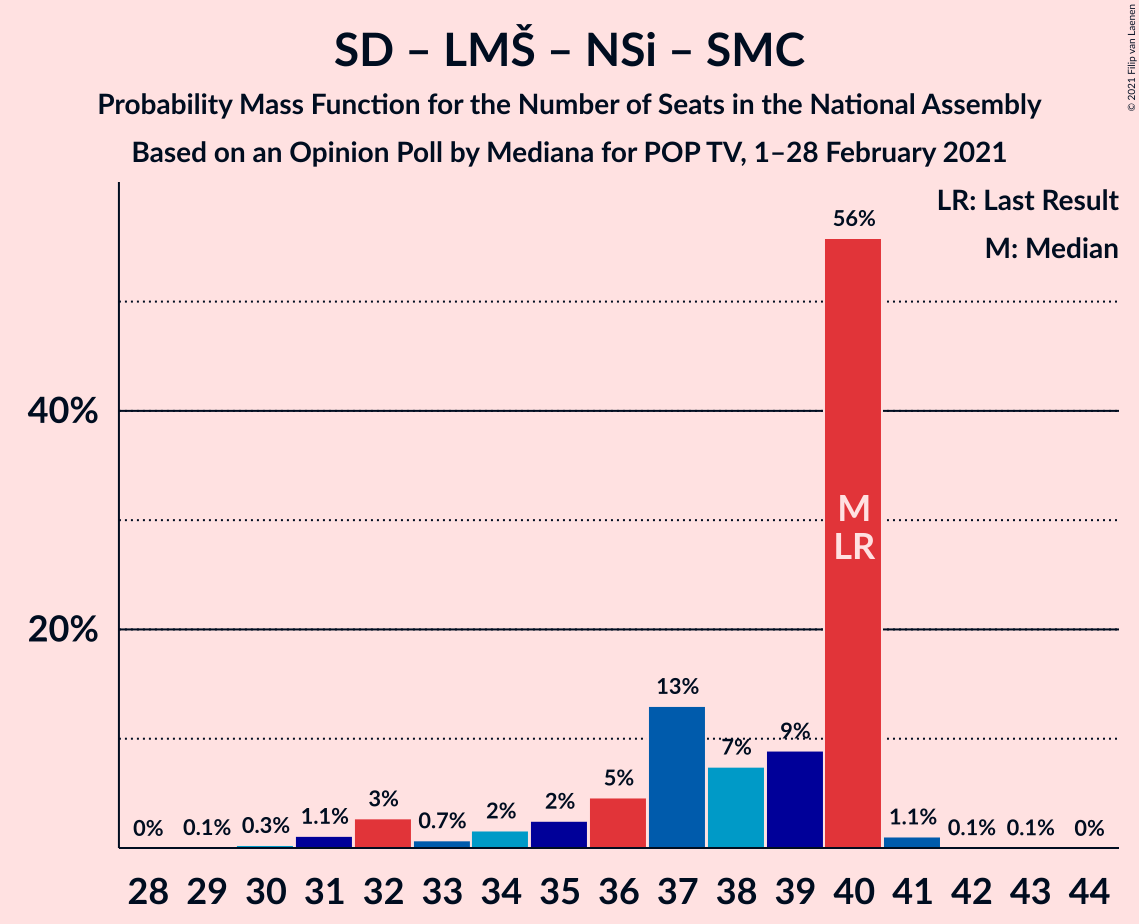 SD – LMŠ – NSi – SMC
Probability Mass Function for the Number of Seats in the National Assembly
Based on an Opinion Poll by Mediana for POP TV, 1–28 February 2021
© 2021 Filip van Laenen
LR: Last Result
M: Median
40%
20%
0%
0.1%
0.3%
1.1%
3%
0.7%
2%
2%
5%
13%
7%
9%
56%
1.1%
0.1%
0.1%
0%
M
LR
28 29 30 31 32 33 34 35 36 37 38 39 40 41 42 43 44